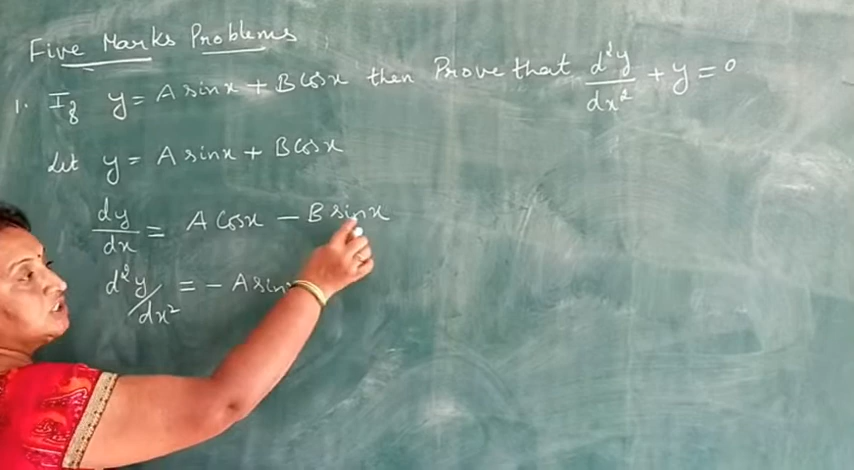 Five Marks Problems
1. If y = A sinx + B Cosx then Prove that d²y/dx² + y = 0
Let y = A sinx + B Cosx
dy/dx = A Cosx - B sinx
d²y/dx² = - A sin